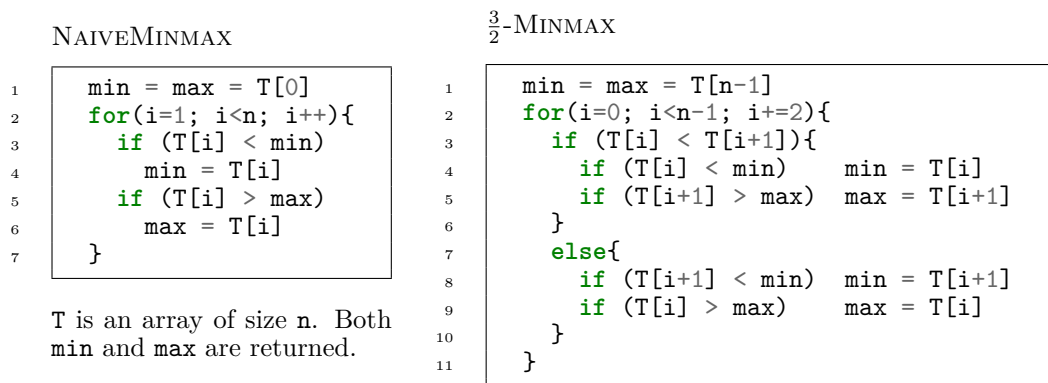 NAIVEMINMAX
1 min = max = T[0]
2 for(i=1; i<n; i++){
3 if (T[i] < min)
4 min = T[i]
5 if (T[i] > max)
6 max = T[i]
7 }
T is an array of size n. Both
min and max are returned.
3/2-MINMAX
1 min = max = T[n-1]
2 for(i=0; i<n-1; i+=2){
3 if (T[i] < T[i+1]){
4 if (T[i] < min) min = T[i]
5 if (T[i+1] > max) max = T[i+1]
6 }
7 else{
8 if (T[i+1] < min) min = T[i+1]
9 if (T[i] > max) max = T[i]
10 }
11 }